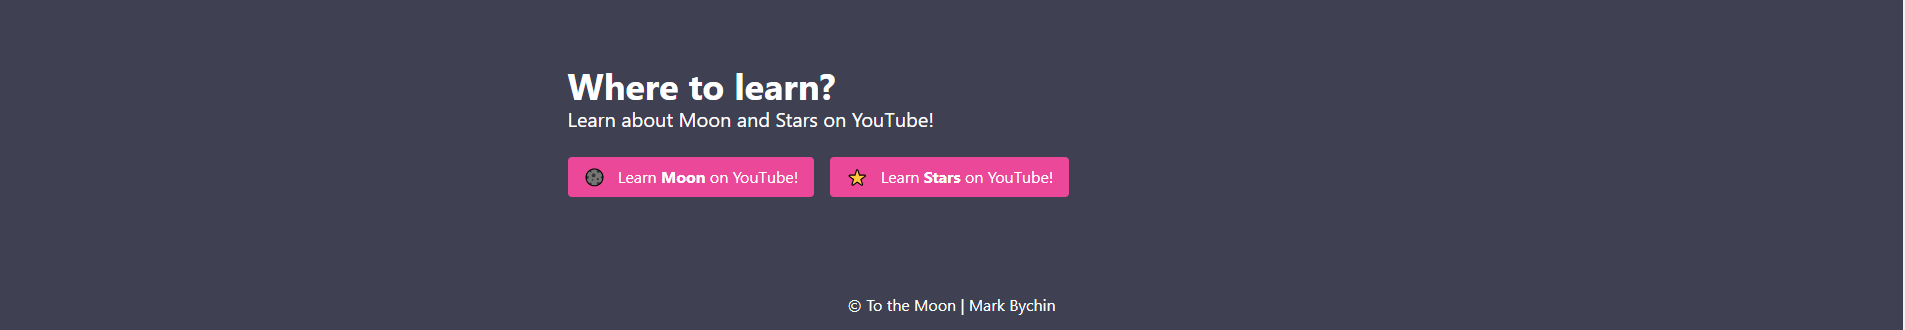 Where to learn?
Learn about Moon and Stars on YouTube!
Learn Moon on YouTube!
Learn Stars on YouTube!
© To the Moon | Mark Bychin